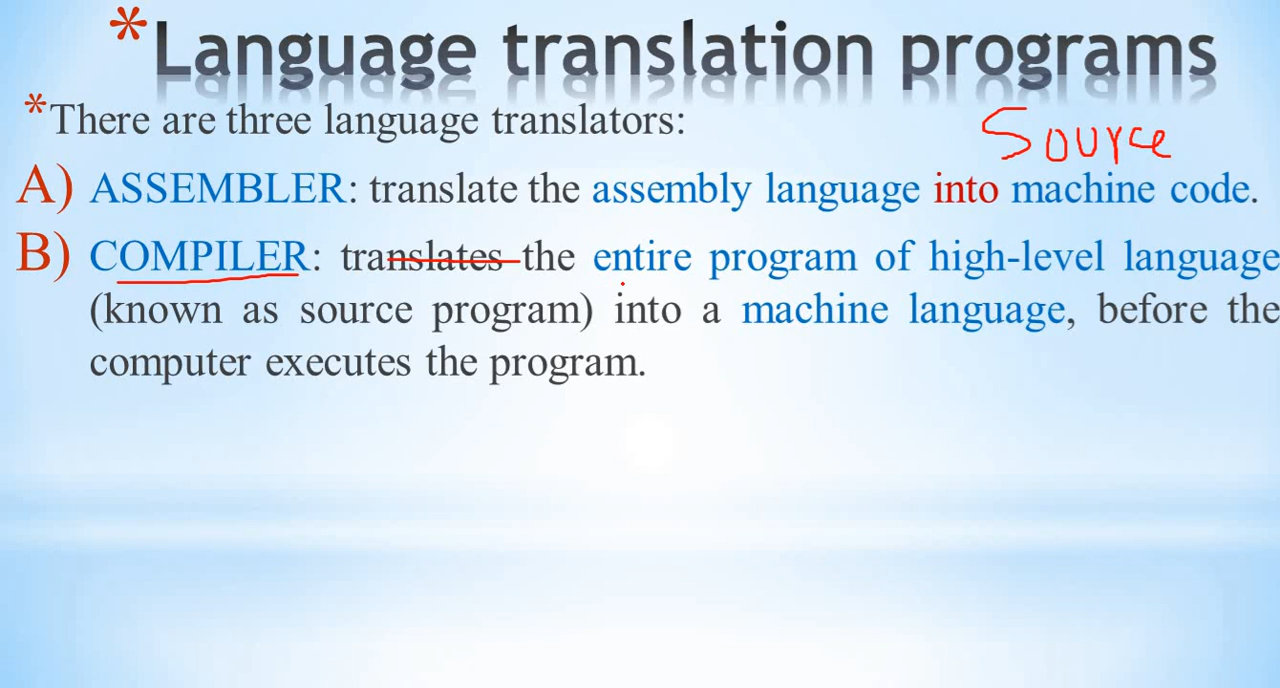 *Language translation programs
*There are three language translators:
Source
A) ASSEMBLER: translate the assembly language into machine code.
B) COMPILER: translates the entire program of high-level language
(known as source program) into a machine language, before the
computer executes the program.